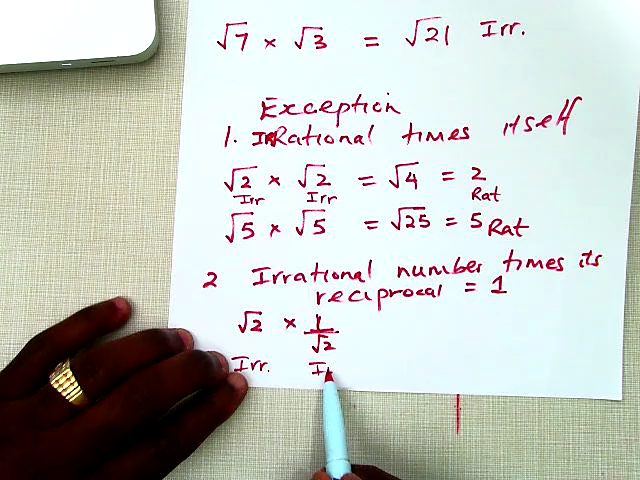 √7 × √3 = √21 Irr.
Exception
1. IrRational times itself
√2 × √2 = √4 = 2
Irr Irr Rat
√5 × √5 = √25 = 5 Rat
2 Irrational number times its
reciprocal = 1
√2 × 1/√2
Irr. I